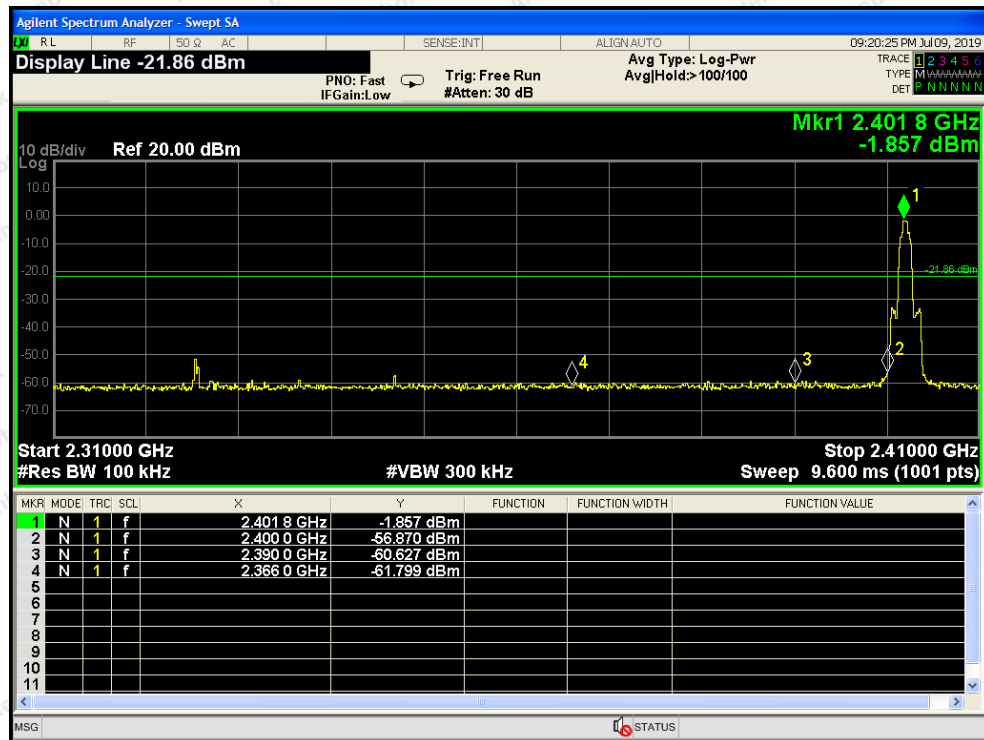 Agilent Spectrum Analyzer - Swept SA
LXI RL RF 50 Ω AC SENSE:INT ALIGN AUTO 09:20:25 PM Jul 09, 2019
Display Line -21.86 dBm
PNO: Fast
IFGain:Low
Trig: Free Run
#Atten: 30 dB
Avg Type: Log-Pwr
Avg|Hold:> 100/100
TRACE 1 2 3 4 5 6
TYPE M
DET P N N N N N
Mkr1 2.401 8 GHz
-1.857 dBm
10 dB/div Ref 20.00 dBm
Log
10.0
0.00
-10.0
-20.0
-30.0
-40.0
-50.0
-60.0
-70.0
1
-21.86 dBm
2
3
4
Start 2.31000 GHz Stop 2.41000 GHz
#Res BW 100 kHz #VBW 300 kHz Sweep 9.600 ms (1001 pts)
MKR MODE TRC SCL X Y FUNCTION FUNCTION WIDTH FUNCTION VALUE
1 N 1 f 2.401 8 GHz -1.857 dBm
2 N 1 f 2.400 0 GHz -56.870 dBm
3 N 1 f 2.390 0 GHz -60.627 dBm
4 N 1 f 2.366 0 GHz -61.799 dBm
5
6
7
8
9
10
11
MSG STATUS